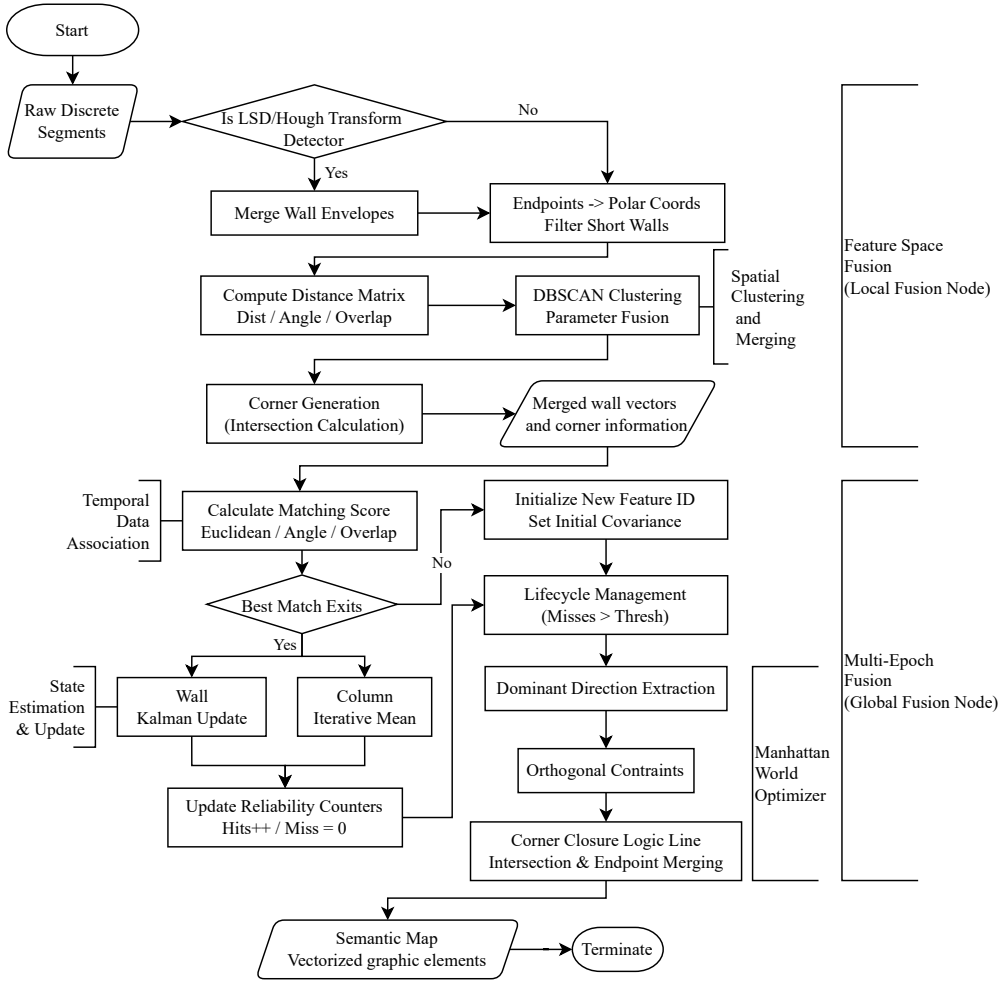 Start
Raw Discrete
Segments
Is LSD/Hough Transform
Detector
No
Yes
Merge Wall Envelopes
Endpoints -> Polar Coords
Filter Short Walls
Compute Distance Matrix
Dist / Angle / Overlap
DBSCAN Clustering
Parameter Fusion
Spatial
Clustering
and
Merging
Feature Space
Fusion
(Local Fusion Node)
Corner Generation
(Intersection Calculation)
Merged wall vectors
and corner information
Temporal
Data
Association
Calculate Matching Score
Euclidean / Angle / Overlap
Initialize New Feature ID
Set Initial Covariance
No
Best Match Exits
Yes
Lifecycle Management
(Misses > Thresh)
State
Estimation
& Update
Wall
Kalman Update
Column
Iterative Mean
Dominant Direction Extraction
Multi-Epoch
Fusion
(Global Fusion Node)
Orthogonal Contraints
Manhattan
World
Optimizer
Update Reliability Counters
Hits++ / Miss = 0
Corner Closure Logic Line
Intersection & Endpoint Merging
Semantic Map
Vectorized graphic elements
Terminate